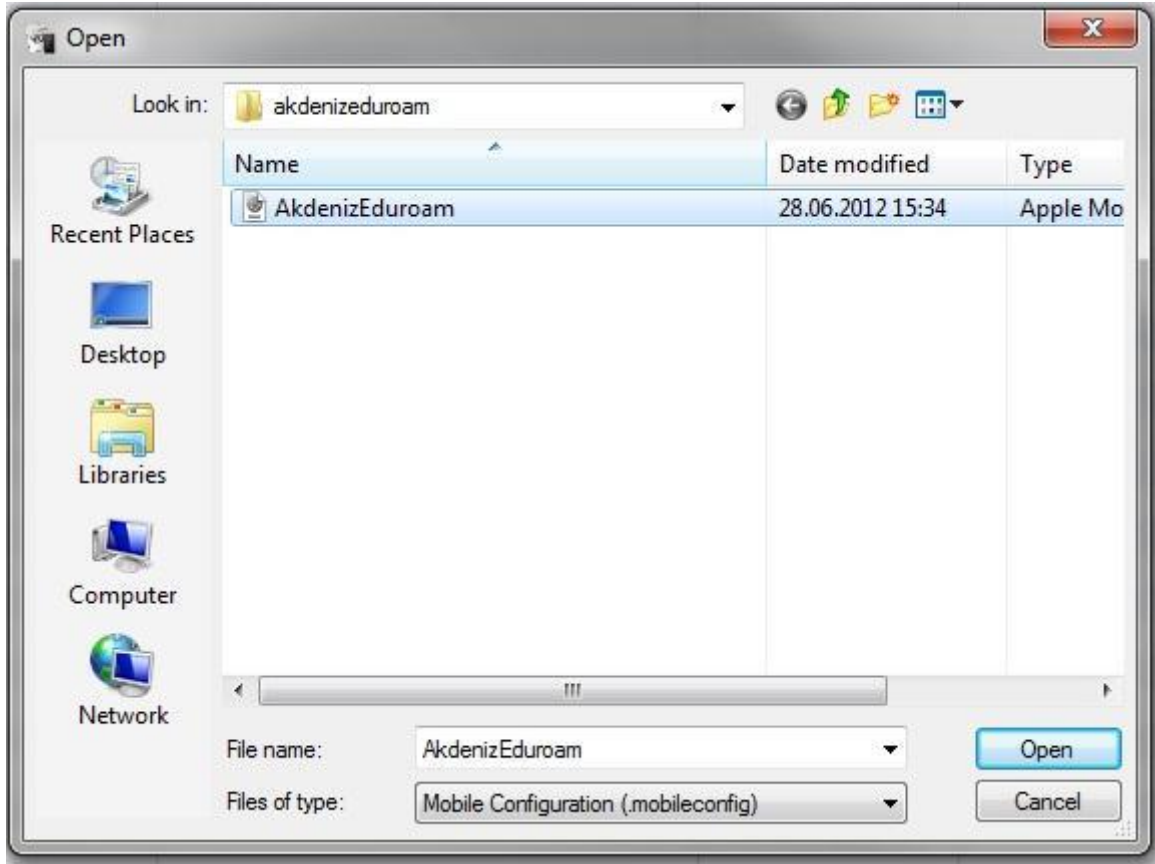 Open
Look in: akdenizeduroam
Name Date modified Type
AkdenizEduroam 28.06.2012 15:34 Apple Mo
Recent Places
Desktop
Libraries
Computer
Network
File name: AkdenizEduroam Open
Files of type: Mobile Configuration (.mobileconfig) Cancel